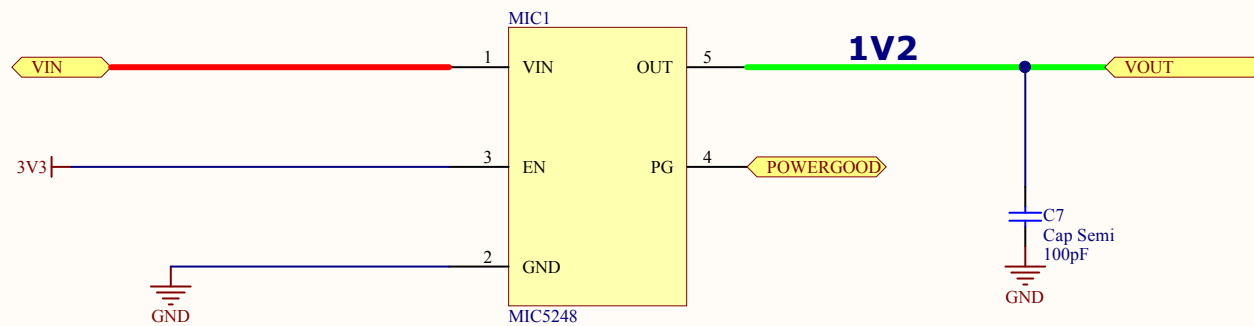 MIC1
1V2
VIN 1 VIN OUT 5 VOUT
3V3 3 EN PG 4 POWERGOOD
C7
Cap Semi
100pF
2 GND
GND
GND
MIC5248